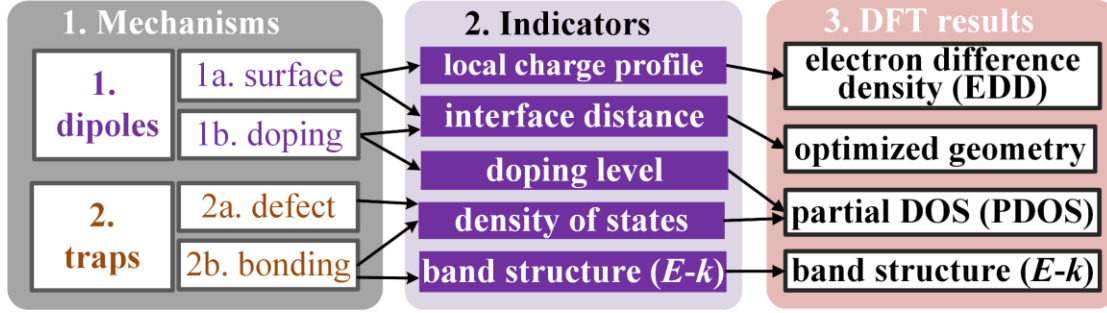 1. Mechanisms
1.
dipoles
1a. surface
1b. doping
2.
traps
2a. defect
2b. bonding
2. Indicators
local charge profile
interface distance
doping level
density of states
band structure (E-k)
3. DFT results
electron difference
density (EDD)
optimized geometry
partial DOS (PDOS)
band structure (E-k)